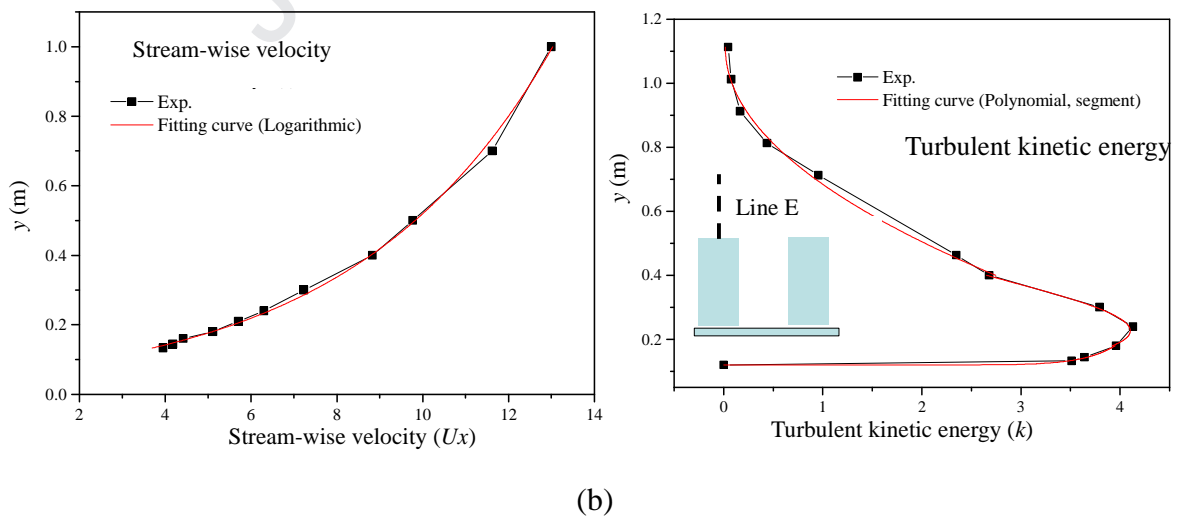 Stream-wise velocity
Exp.
Fitting curve (Logarithmic)
1.0
0.8
0.6
0.4
0.2
0.0
y (m)
2 4 6 8 10 12 14
Stream-wise velocity (Ux)
1.2
1.0
0.8
0.6
0.4
0.2
y (m)
Exp.
Fitting curve (Polynomial, segment)
Turbulent kinetic energy
Line E
0 1 2 3 4
Turbulent kinetic energy (k)
(b)